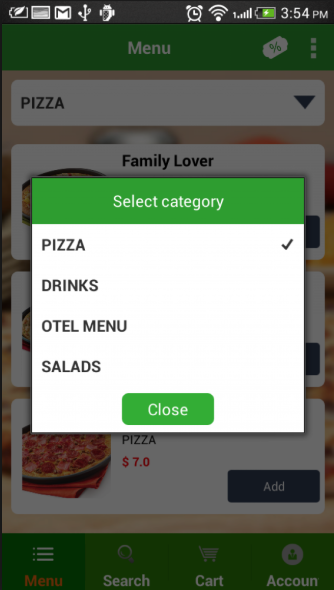 3:54 PM
Menu
%
PIZZA
Family Lover
Select category
PIZZA
DRINKS
OTEL MENU
SALADS
Close
PIZZA
$ 7.0
Add
Menu
Search
Cart
Accoun